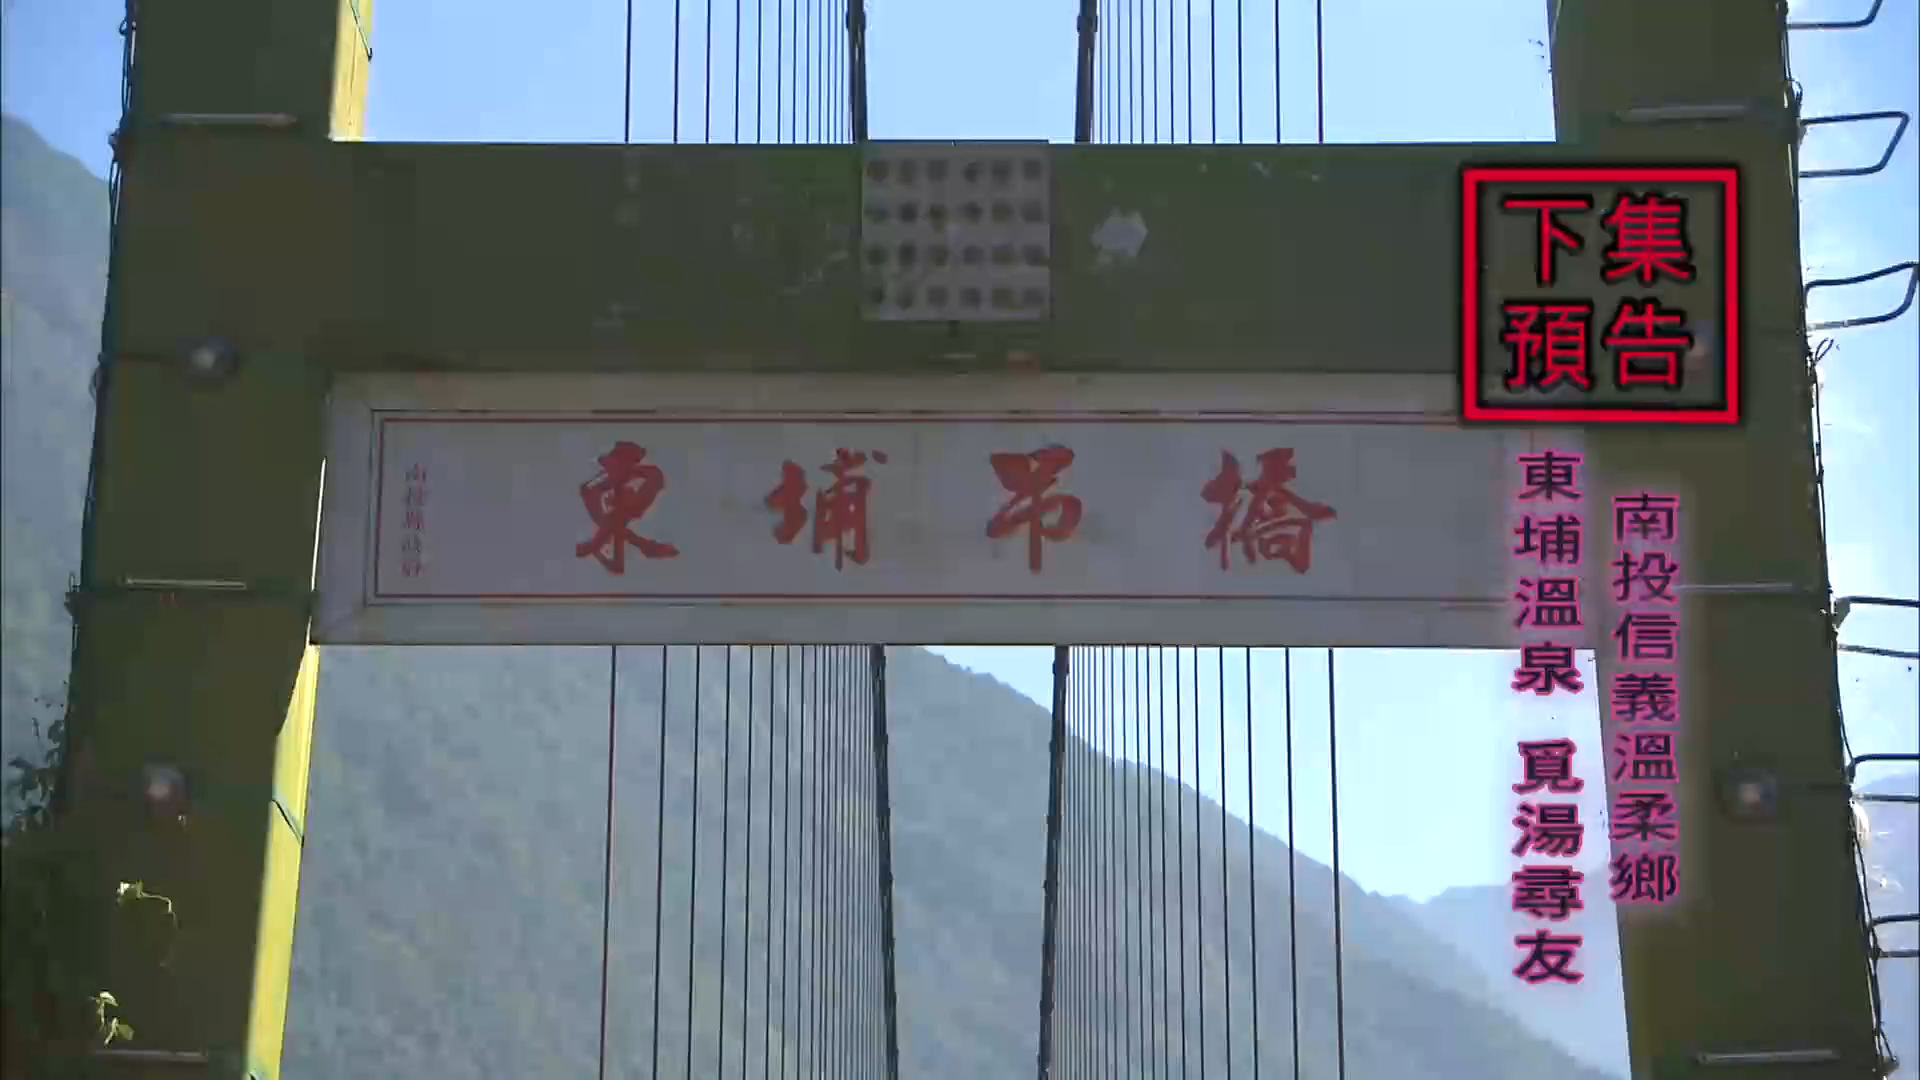 下集
預告
南投信義溫柔鄉
東埔溫泉 覓湯尋友
東埔吊橋